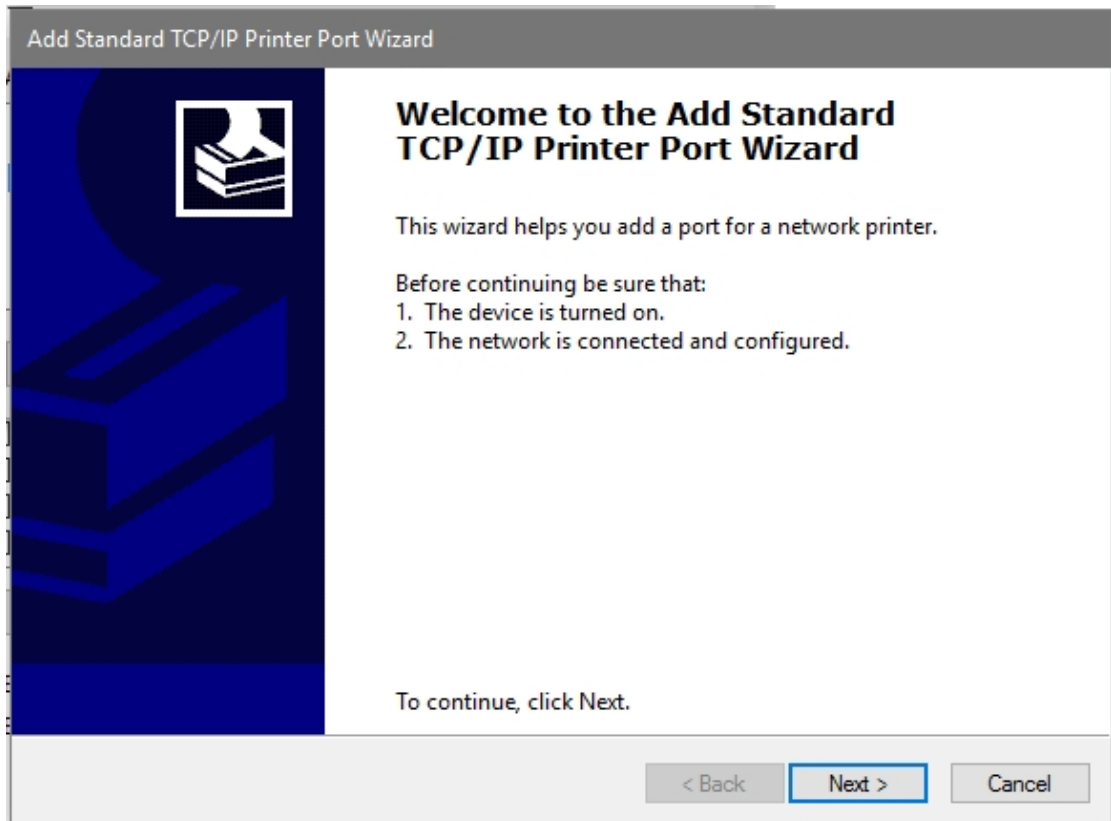 Add Standard TCP/IP Printer Port Wizard
Welcome to the Add Standard
TCP/IP Printer Port Wizard
This wizard helps you add a port for a network printer.
Before continuing be sure that:
1. The device is turned on.
2. The network is connected and configured.
To continue, click Next.
< Back
Next >
Cancel